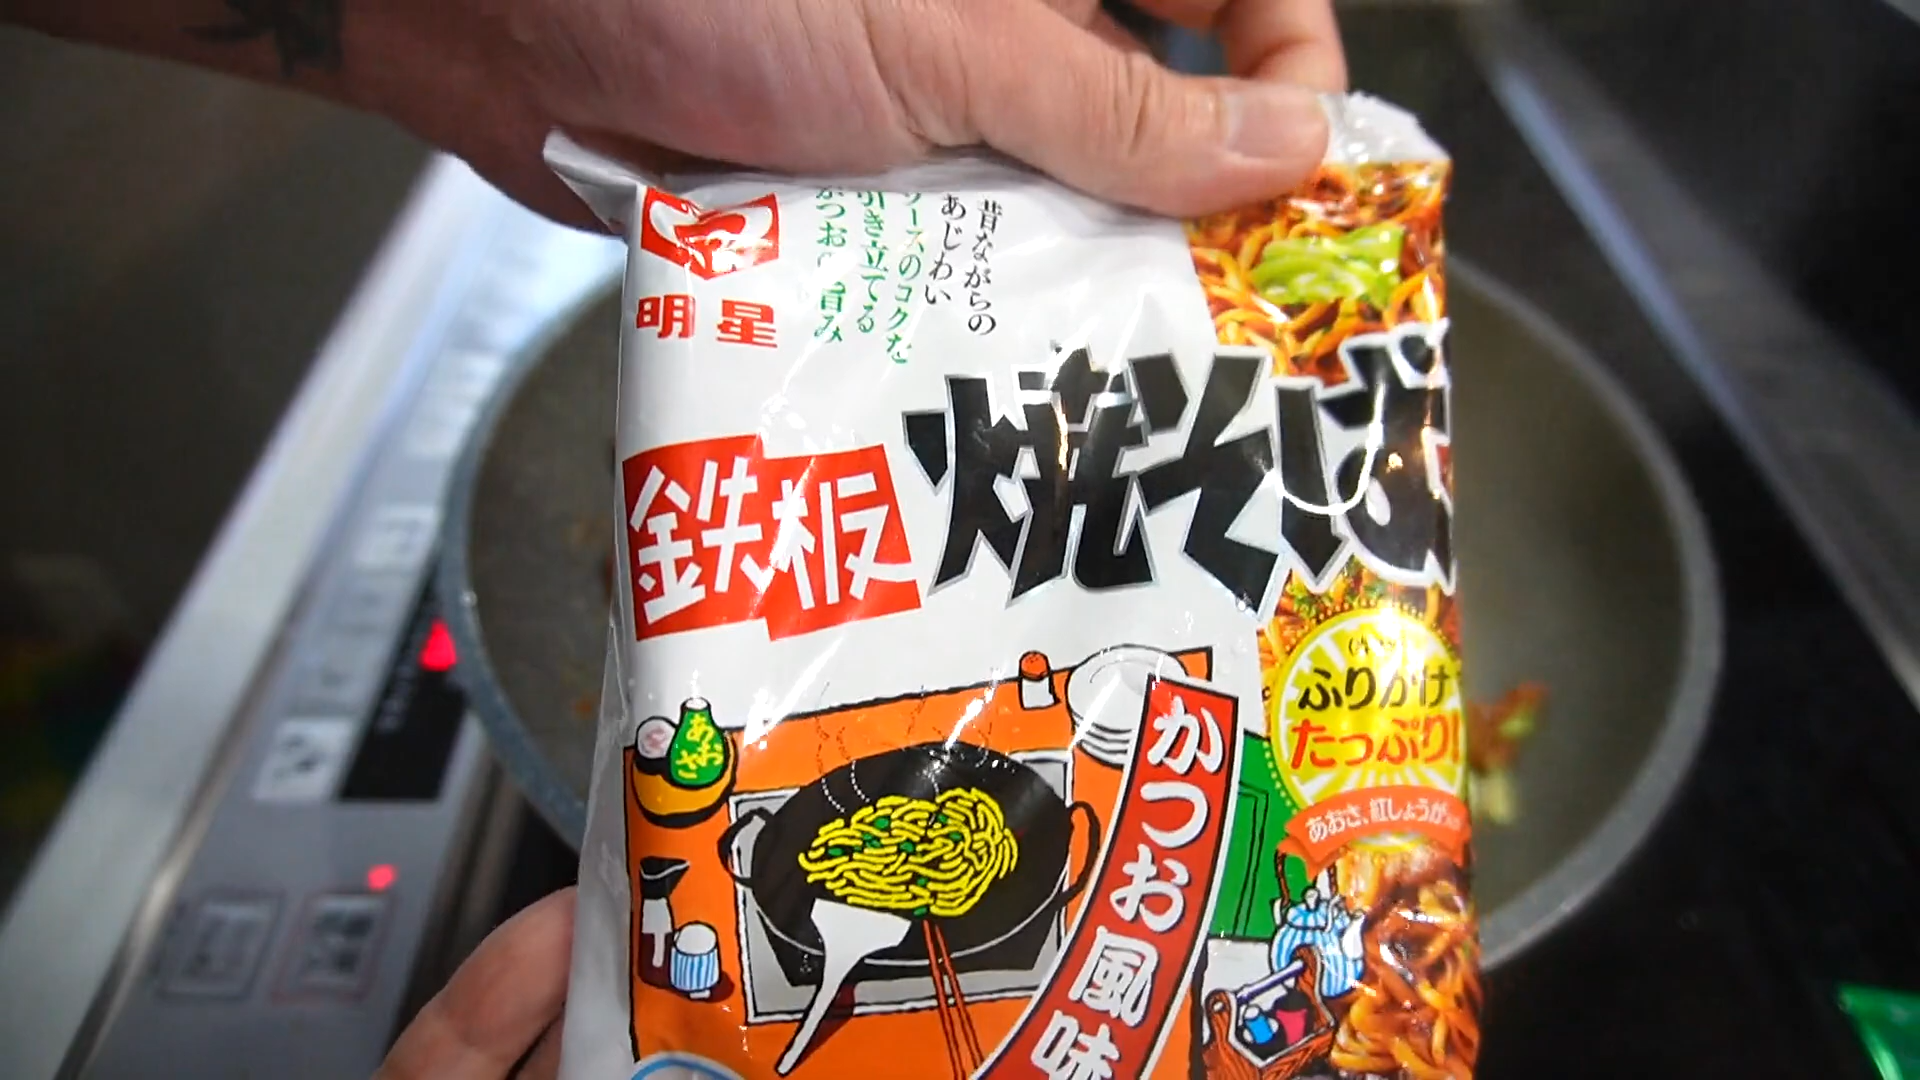 明星
昔ながらの
あじわい
ソースのコクを
引き立てる
かつおの旨み
鉄板
焼そば
あおさ
ふりかけ
たっぷり!
あおさ、紅しょうが
かつお風味